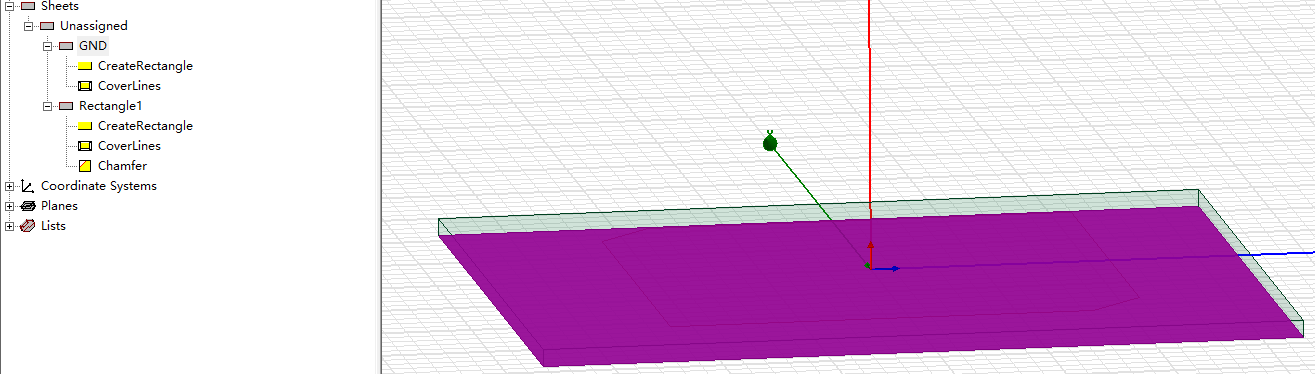 Sheets
Unassigned
GND
CreateRectangle
CoverLines
Rectangle1
CreateRectangle
CoverLines
Chamfer
Coordinate Systems
Planes
Lists